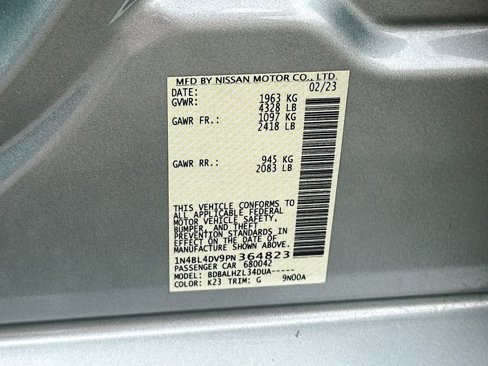 MFD BY NISSAN MOTOR CO., LTD.
DATE: 02/23
GVWR: 1963 KG
4328 LB
GAWR FR.: 1097 KG
2418 LB
GAWR RR.: 945 KG
2083 LB
THIS VEHICLE CONFORMS TO
ALL APPLICABLE FEDERAL
MOTOR VEHICLE SAFETY,
BUMPER, AND THEFT
PREVENTION STANDARDS IN
EFFECT ON THE DATE OF
MANUFACTURE SHOWN ABOVE.
1N4BL4DV9PN364823
PASSENGER CAR 680042
MODEL: BDBALHZL34DUA-----
COLOR: K23 TRIM: G 9N00A